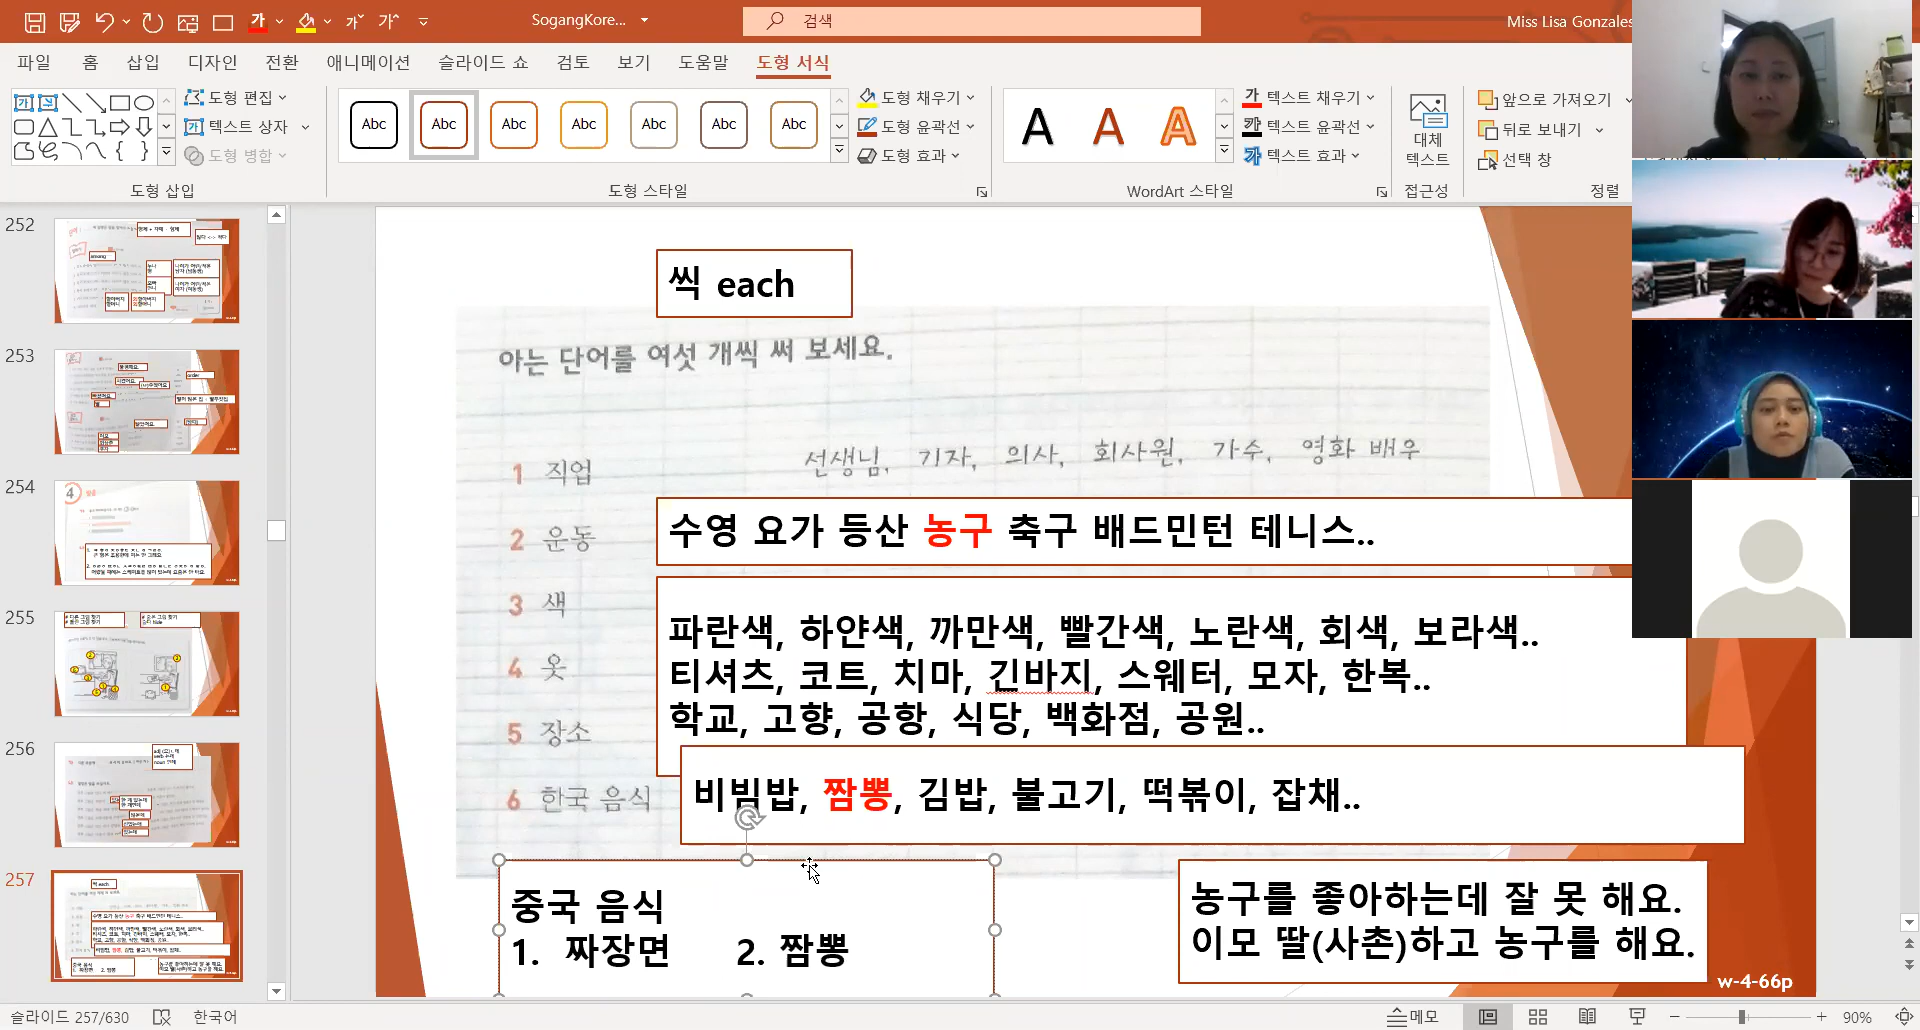 SogangKore...
검색
Miss Lisa Gonzales
파일 홈 삽입 디자인 전환 애니메이션 슬라이드 쇼 검토 보기 도움말 도형 서식
도형 편집
텍스트 상자
도형 병합
도형 삽입
Abc Abc Abc Abc Abc Abc Abc
도형 스타일
도형 채우기
도형 윤곽선
도형 효과
A A A
WordArt 스타일
텍스트 채우기
텍스트 윤곽선
텍스트 효과
대체
텍스트
접근성
앞으로 가져오기
뒤로 보내기
선택 창
정렬
252
253
254
255
256
257
씩 each
아는 단어를 여섯 개씩 써 보세요.
1 직업 선생님, 기자, 의사, 회사원, 가수, 영화 배우
2 운동 수영 요가 등산 농구 축구 배드민턴 테니스..
3 색 파란색, 하얀색, 까만색, 빨간색, 노란색, 회색, 보라색..
4 옷 티셔츠, 코트, 치마, 긴바지, 스웨터, 모자, 한복..
5 장소 학교, 고향, 공항, 식당, 백화점, 공원..
6 한국 음식 비빔밥, 짬뽕, 김밥, 불고기, 떡볶이, 잡채..
중국 음식
1. 짜장면 2. 짬뽕
농구를 좋아하는데 잘 못 해요.
이모 딸(사촌)하고 농구를 해요.
w-4-66p
슬라이드 257/630 한국어 메모 90%